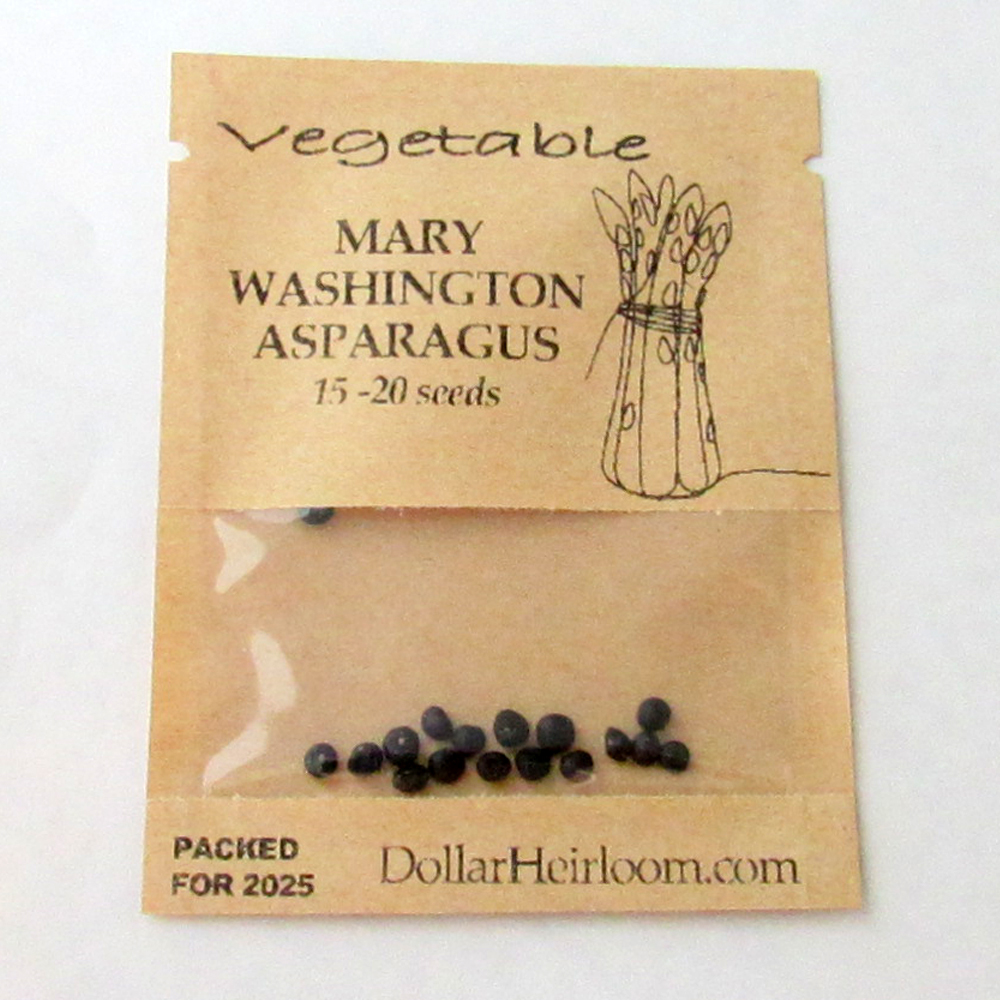 Vegetable
MARY
WASHINGTON
ASPARAGUS
15 -20 seeds
PACKED
FOR 2025
DollarHeirloom.com